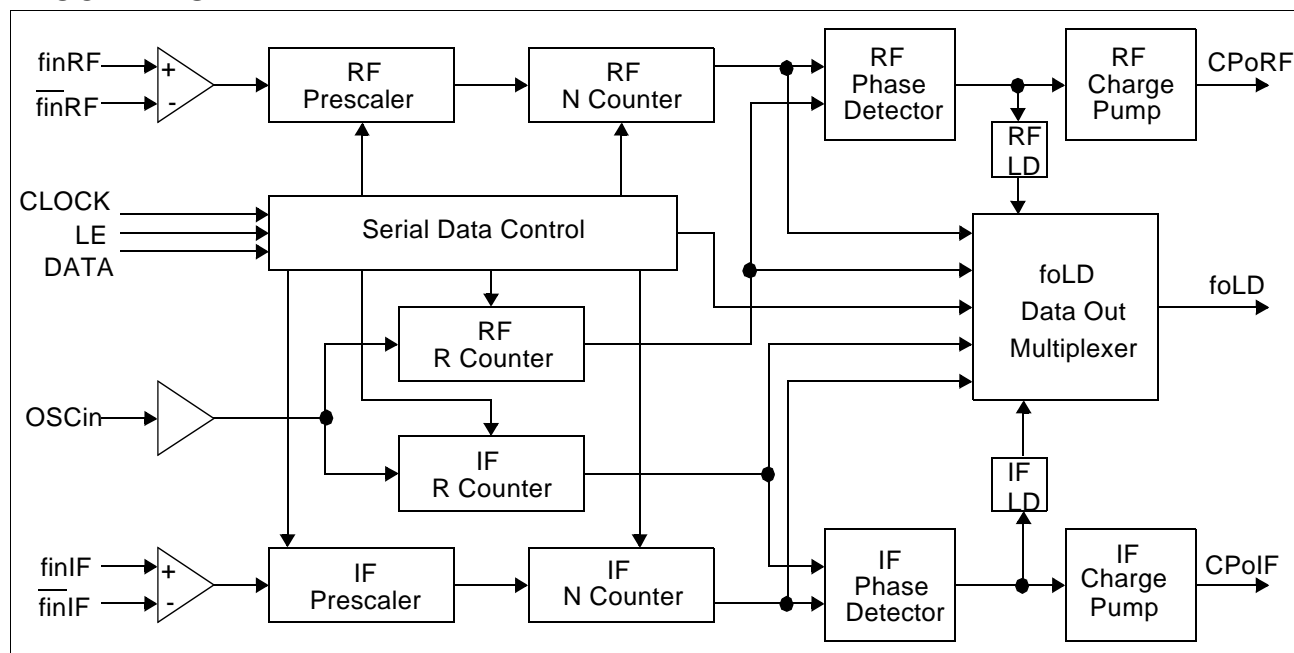 finRF
+
RF
Prescaler
RF
N Counter
RF
Phase
Detector
RF
Charge
Pump
CPoRF
f̅i̅n̅RF
-
RF
LD
CLOCK
LE
DATA
Serial Data Control
foLD
Data Out
Multiplexer
foLD
RF
R Counter
OSCin
IF
R Counter
IF
LD
finIF
+
IF
Prescaler
IF
N Counter
IF
Phase
Detector
IF
Charge
Pump
CPoIF
f̅i̅n̅IF
-